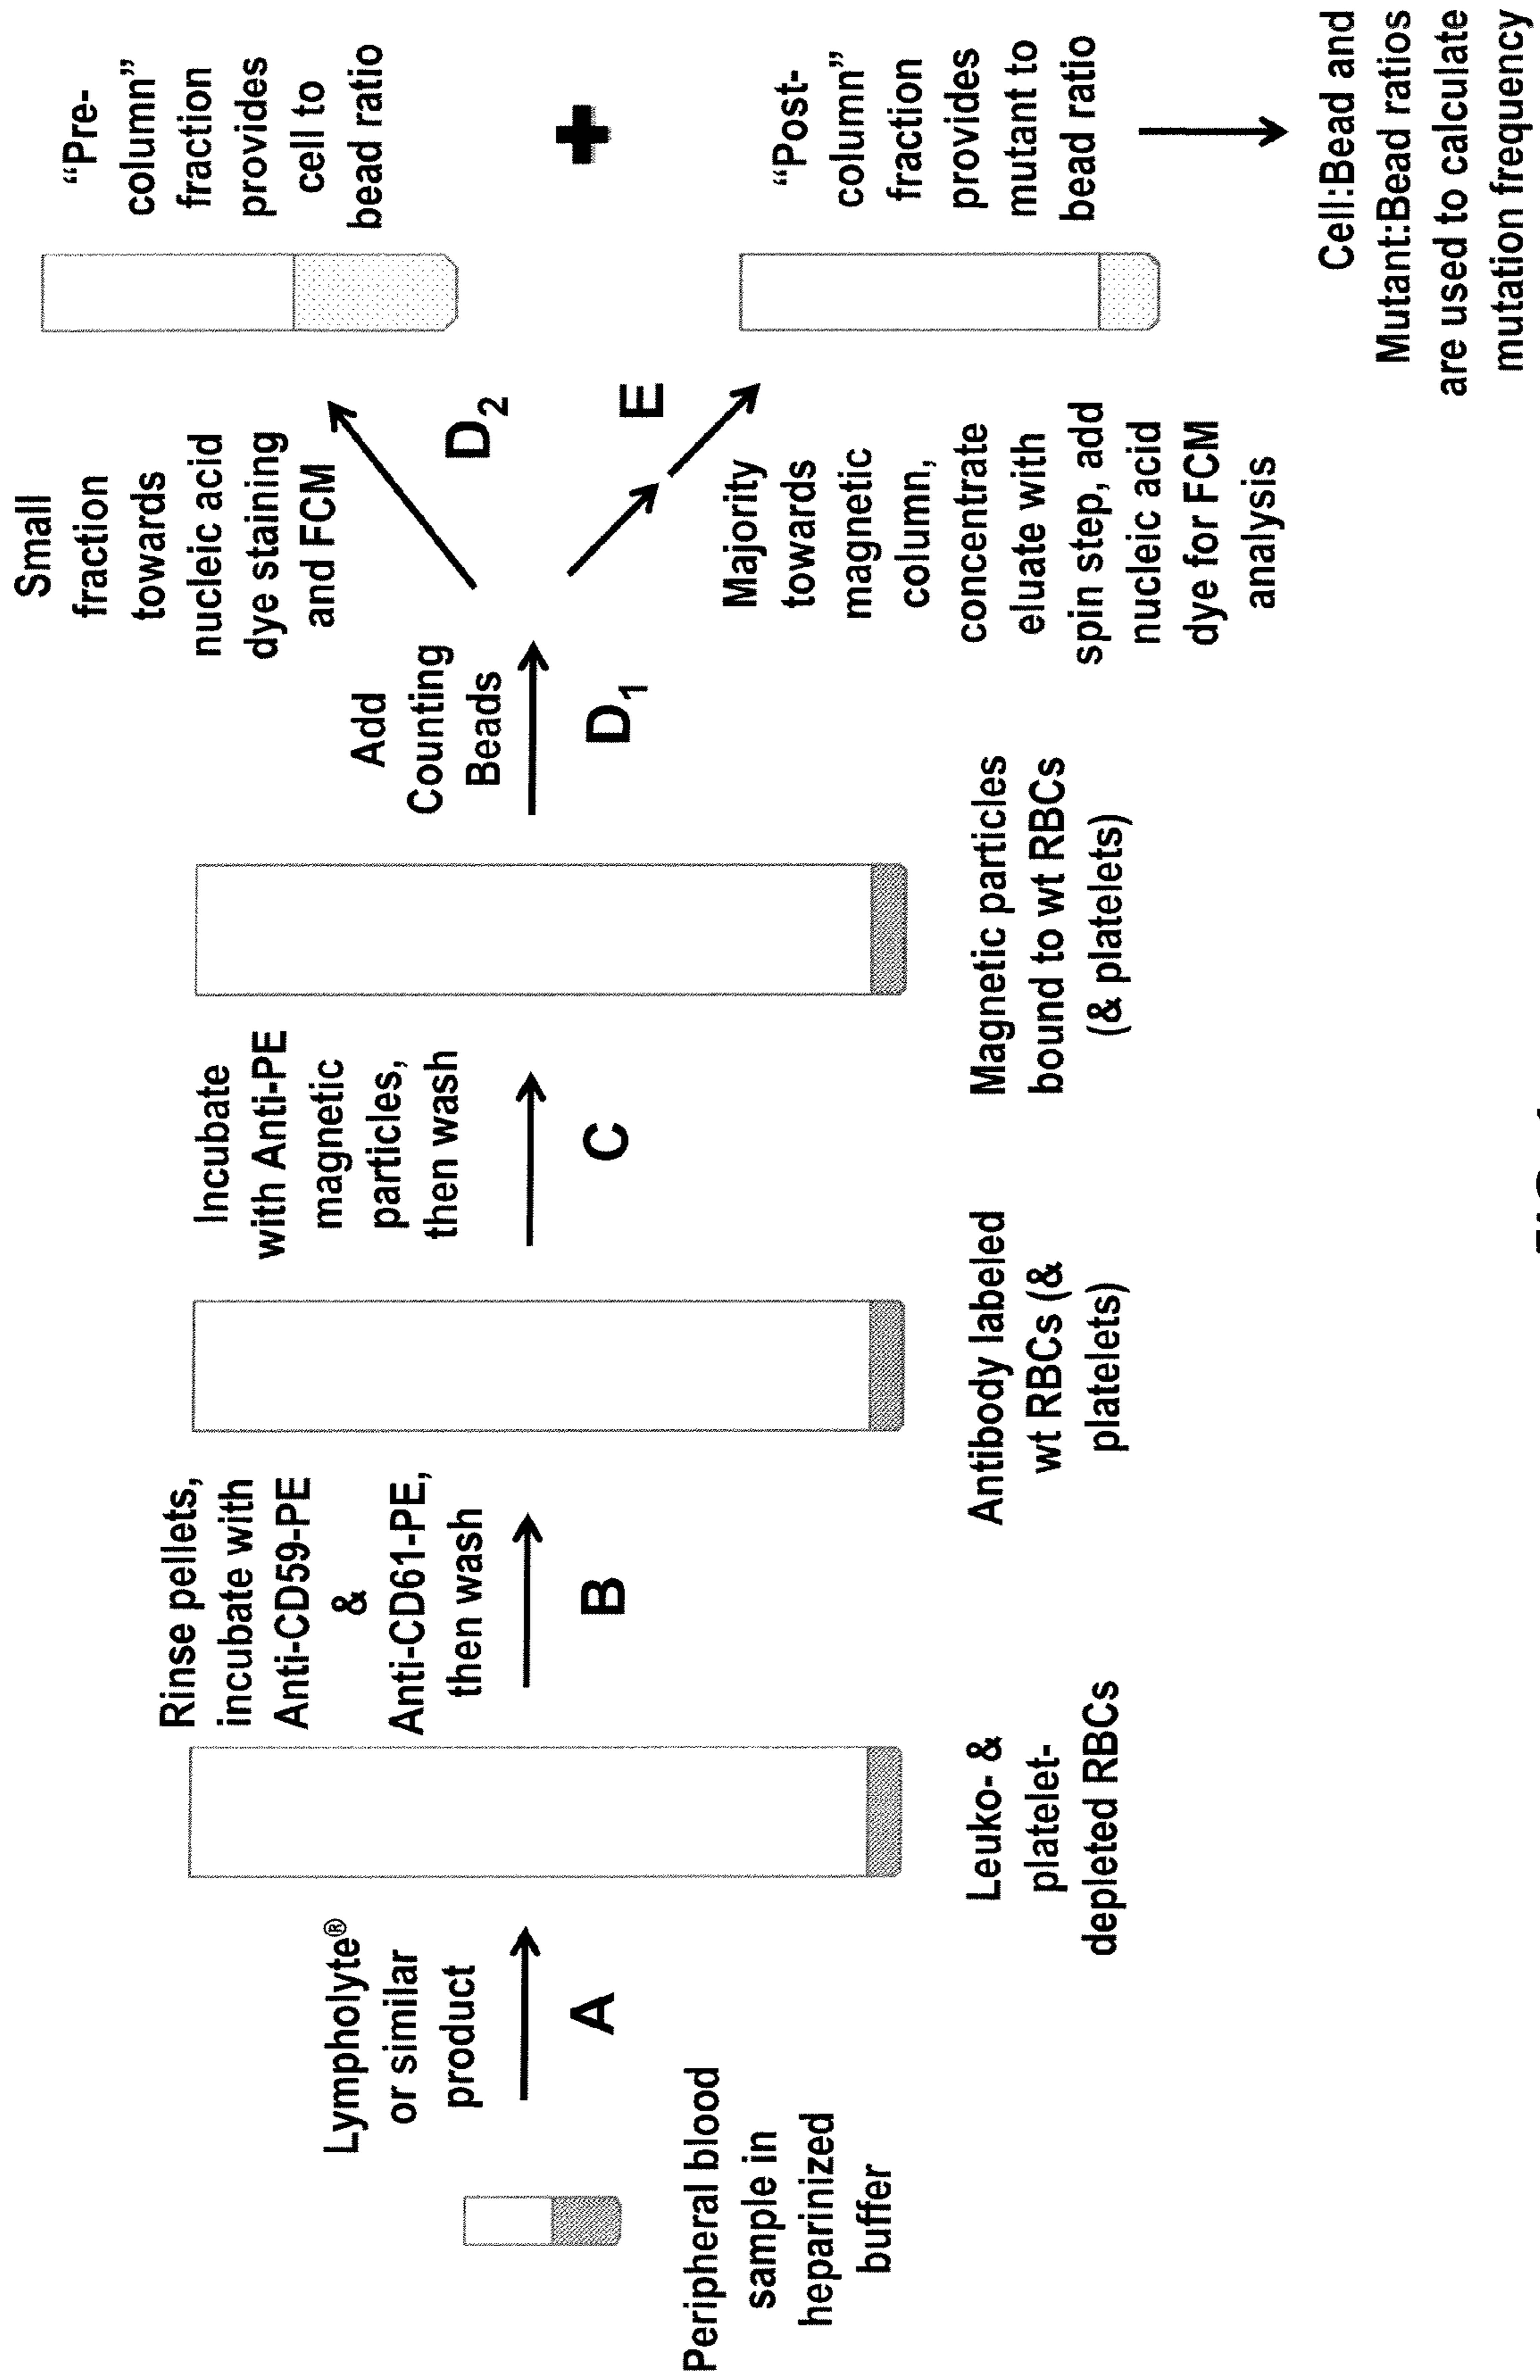 Peripheral blood
sample in
heparinized
buffer
Lympholyte®
or similar
product
A
Leuko- &
platelet-
depleted RBCs
Rinse pellets,
incubate with
Anti-CD59-PE
&
Anti-CD61-PE,
then wash
B
Antibody labeled
wt RBCs (&
platelets)
Incubate
with Anti-PE
magnetic
particles,
then wash
C
Magnetic particles
bound to wt RBCs
(& platelets)
Add
Counting
Beads
D1
Small
fraction
towards
nucleic acid
dye staining
and FCM
D2
E
Majority
towards
magnetic
column,
concentrate
eluate with
spin step, add
nucleic acid
dye for FCM
analysis
“Pre-
column”
fraction
provides
cell to
bead ratio
+
“Post-
column”
fraction
provides
mutant to
bead ratio
Cell:Bead and
Mutant:Bead ratios
are used to calculate
mutation frequency